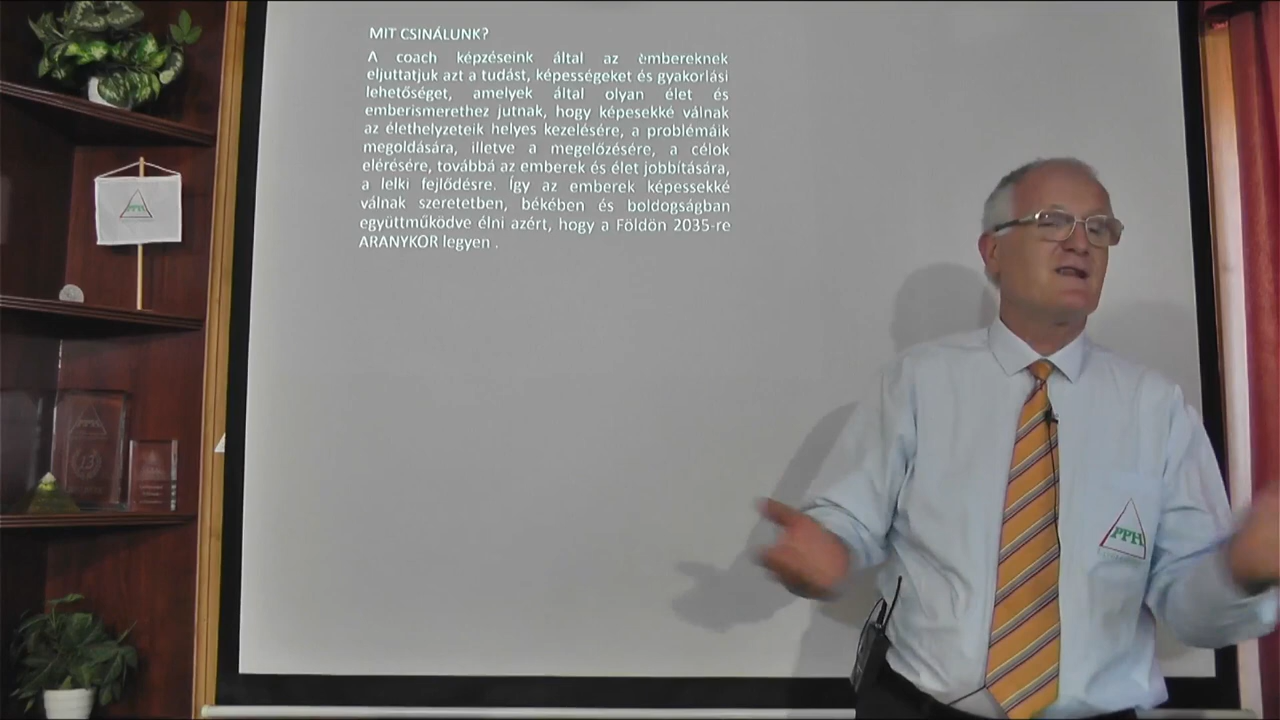 MIT CSINÁLUNK?
A coach képzéseink által az embereknek
eljuttatjuk azt a tudást, képességeket és gyakorlási
lehetőséget, amelyek által olyan élet és
emberismerethez jutnak, hogy képesekké válnak
az élethelyzeteik helyes kezelésére, a problémáik
megoldására, illetve a megelőzésére, a célok
elérésére, továbbá az emberek és élet jobbítására,
a lelki fejlődésre. Így az emberek képessekké
válnak szeretetben, békében és boldogságban
együttműködve élni azért, hogy a Földön 2035-re
ARANYKOR legyen .
PPH
PPH
PPH
13